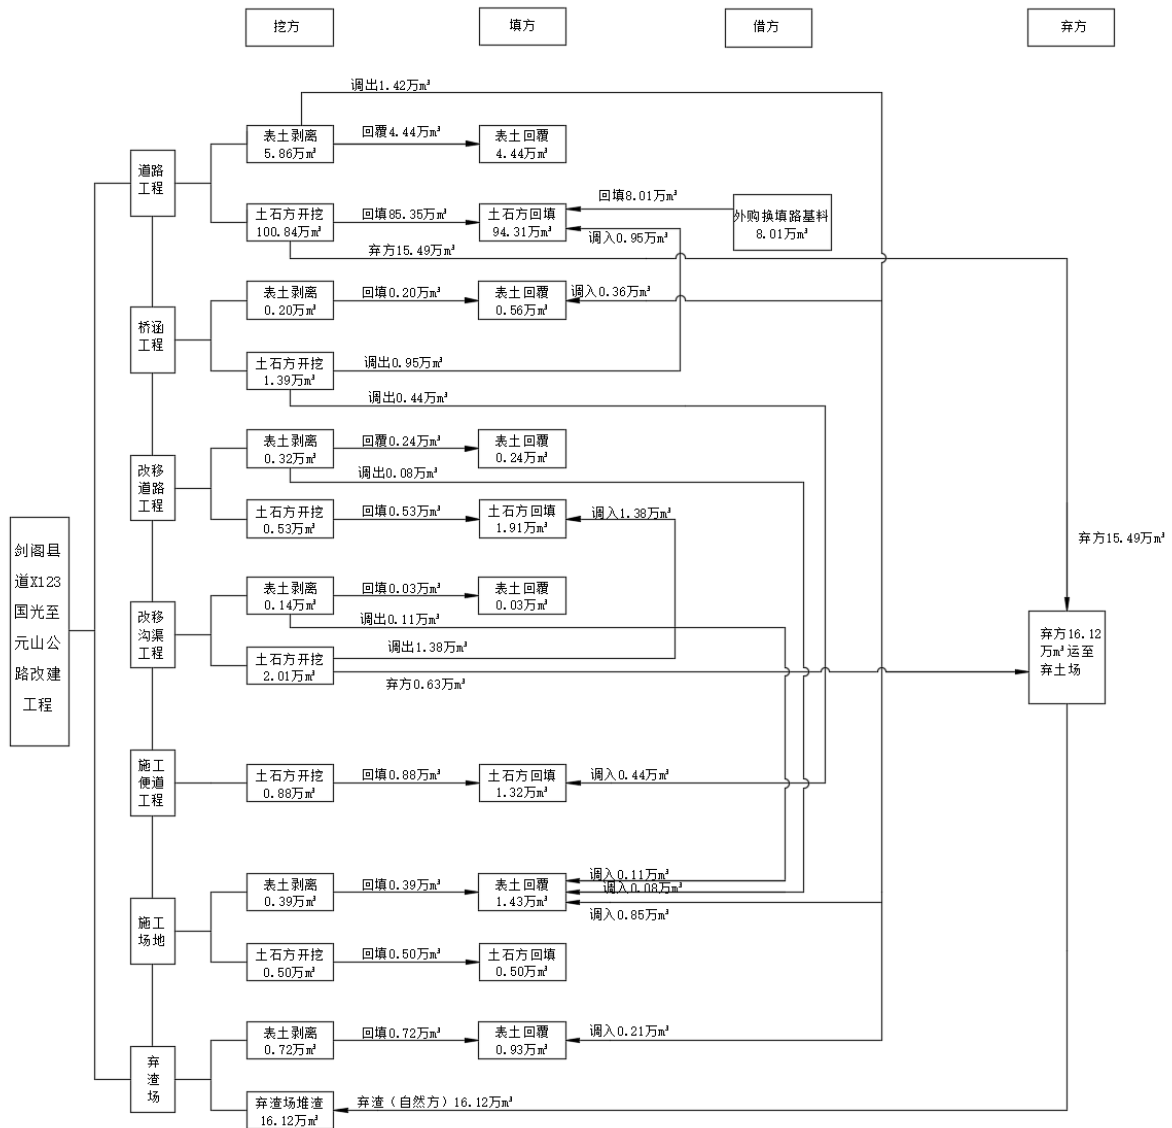 挖方
填方
借方
弃方
调出1.42万m³
表土剥离
5.86万m³
回覆4.44万m³
表土回覆
4.44万m³
道路
工程
土石方开挖
100.84万m³
回填85.35万m³
土石方回填
94.31万m³
回填8.01万m³
外购换填路基料
8.01万m³
调入0.95万m³
弃方15.49万m³
表土剥离
0.20万m³
回填0.20万m³
表土回覆
0.56万m³
调入0.36万m³
桥涵
工程
土石方开挖
1.39万m³
调出0.95万m³
调出0.44万m³
表土剥离
0.32万m³
回覆0.24万m³
表土回覆
0.24万m³
调出0.08万m³
改移
道路
工程
土石方开挖
0.53万m³
回填0.53万m³
土石方回填
1.91万m³
调入1.38万m³
弃方15.49万m³
剑阁县
道X123
国光至
元山公
路改建
工程
表土剥离
0.14万m³
回填0.03万m³
表土回覆
0.03万m³
调出0.11万m³
改移
沟渠
工程
土石方开挖
2.01万m³
调出1.38万m³
弃方0.63万m³
弃方16.12
万m³运至
弃土场
施工
便道
工程
土石方开挖
0.88万m³
回填0.88万m³
土石方回填
1.32万m³
调入0.44万m³
表土剥离
0.39万m³
回填0.39万m³
表土回覆
1.43万m³
调入0.11万m³
调入0.08万m³
调入0.85万m³
施工
场地
土石方开挖
0.50万m³
回填0.50万m³
土石方回填
0.50万m³
表土剥离
0.72万m³
回填0.72万m³
表土回覆
0.93万m³
调入0.21万m³
弃
渣
场
弃渣场堆渣
16.12万m³
弃渣（自然方）16.12万m³